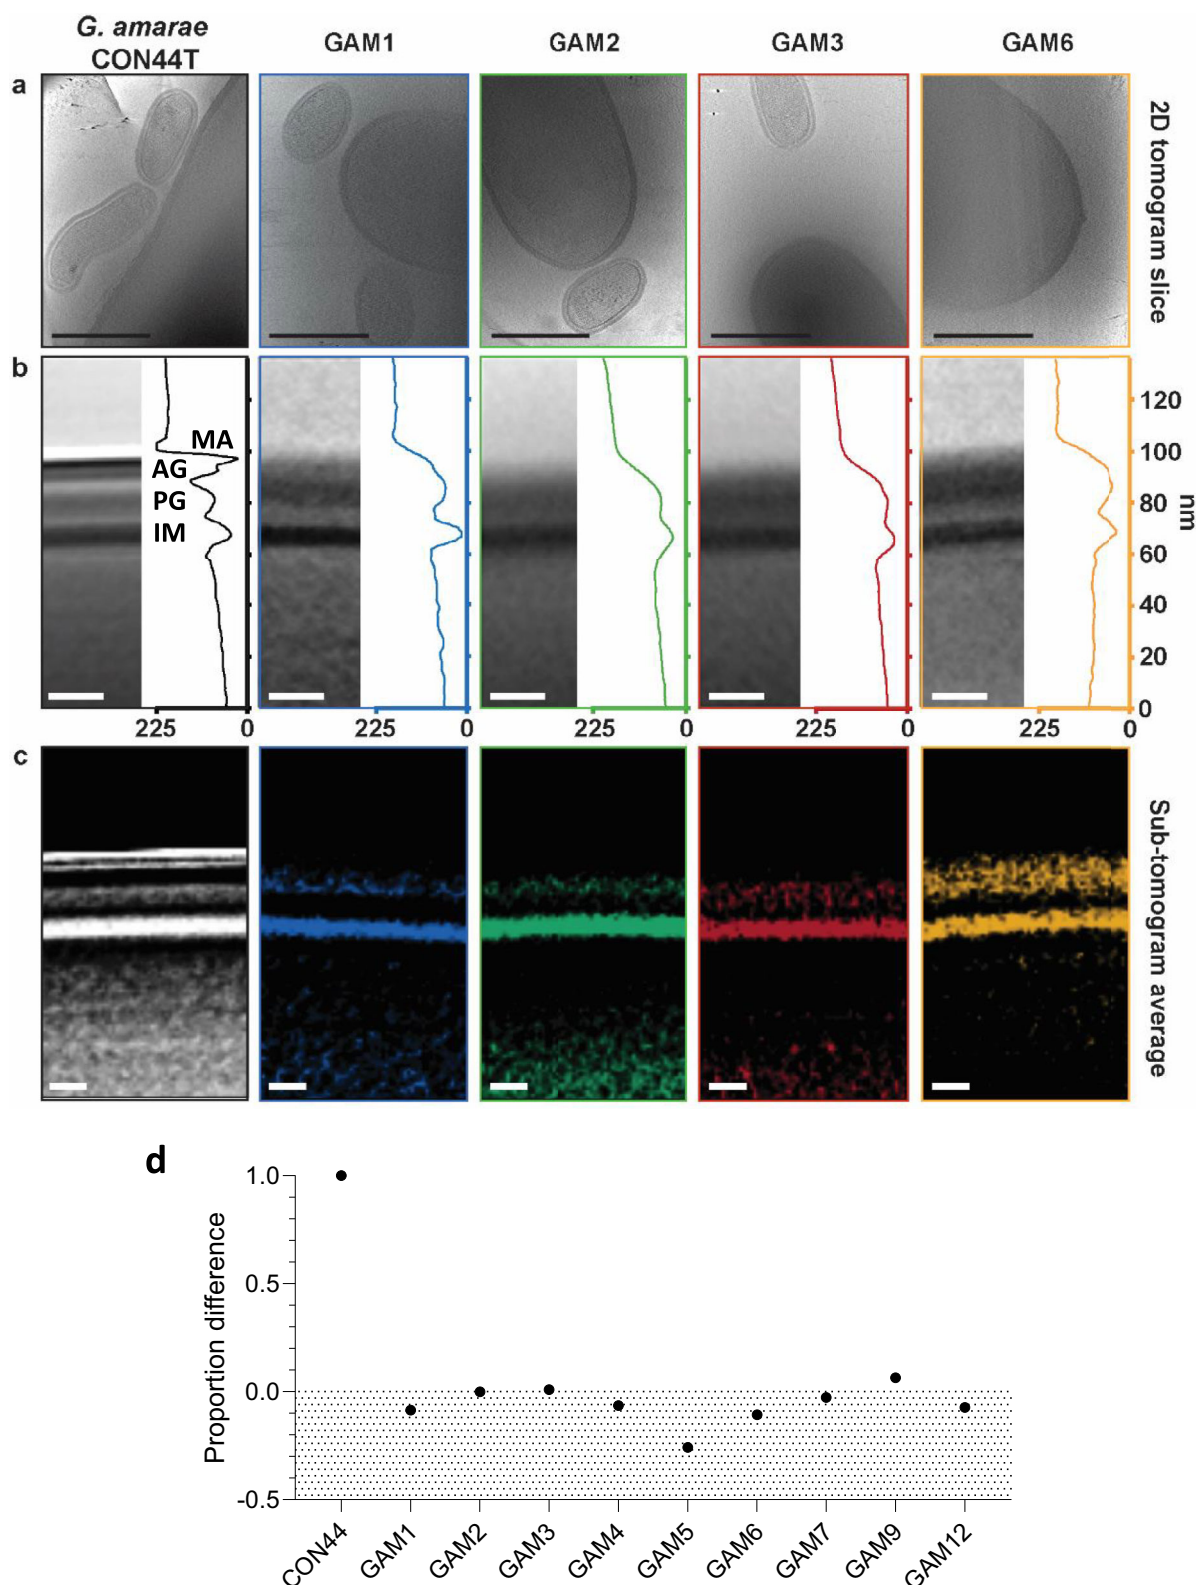 G. amarae
CON44T
GAM1
GAM2
GAM3
GAM6
a
2D tomogram slice
b
MA
AG
PG
IM
120
100
80
60
40
20
0
nm
225 0
225 0
225 0
225 0
225 0
c
Sub-tomogram average
d
Proportion difference
1.0
0.5
0.0
-0.5
CON44
GAM1
GAM2
GAM3
GAM4
GAM5
GAM6
GAM7
GAM9
GAM12